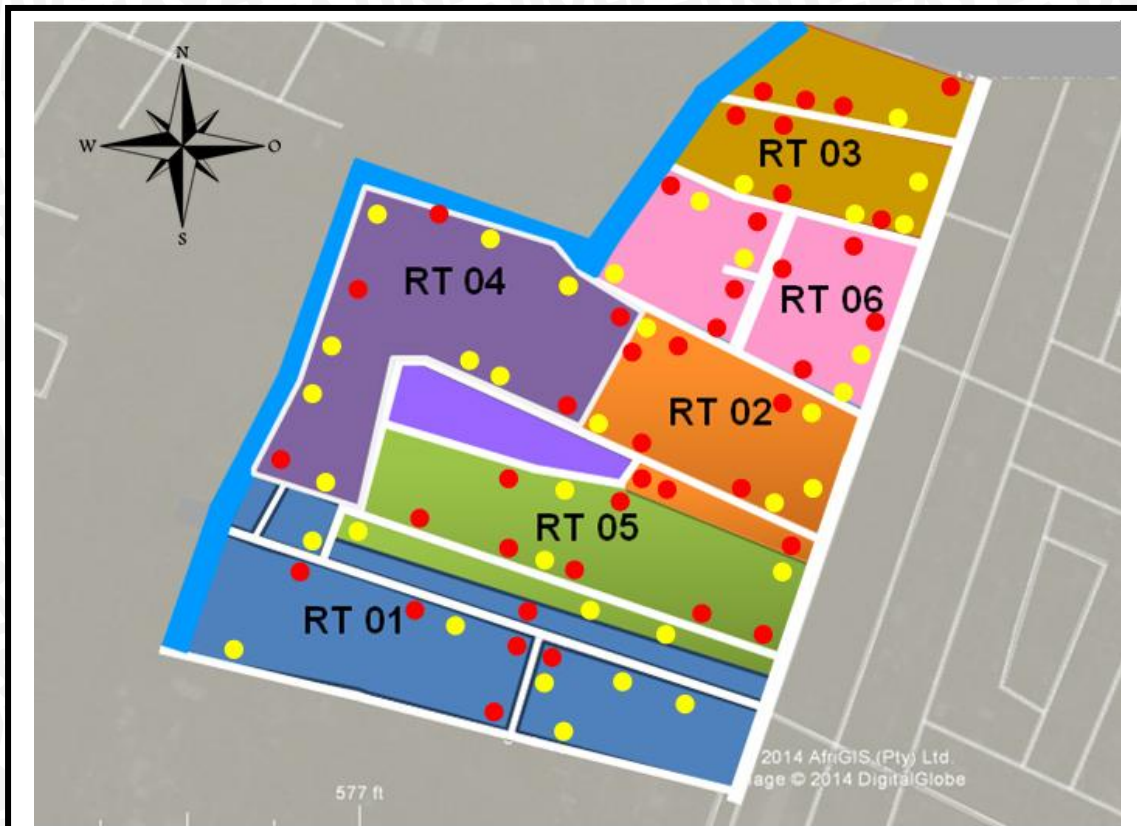 N
W
O
S
RT 03
RT 04
RT 06
RT 02
RT 05
RT 01
2014 AfriGIS (Pty) Ltd.
age © 2014 DigitalGlobe
577 ft